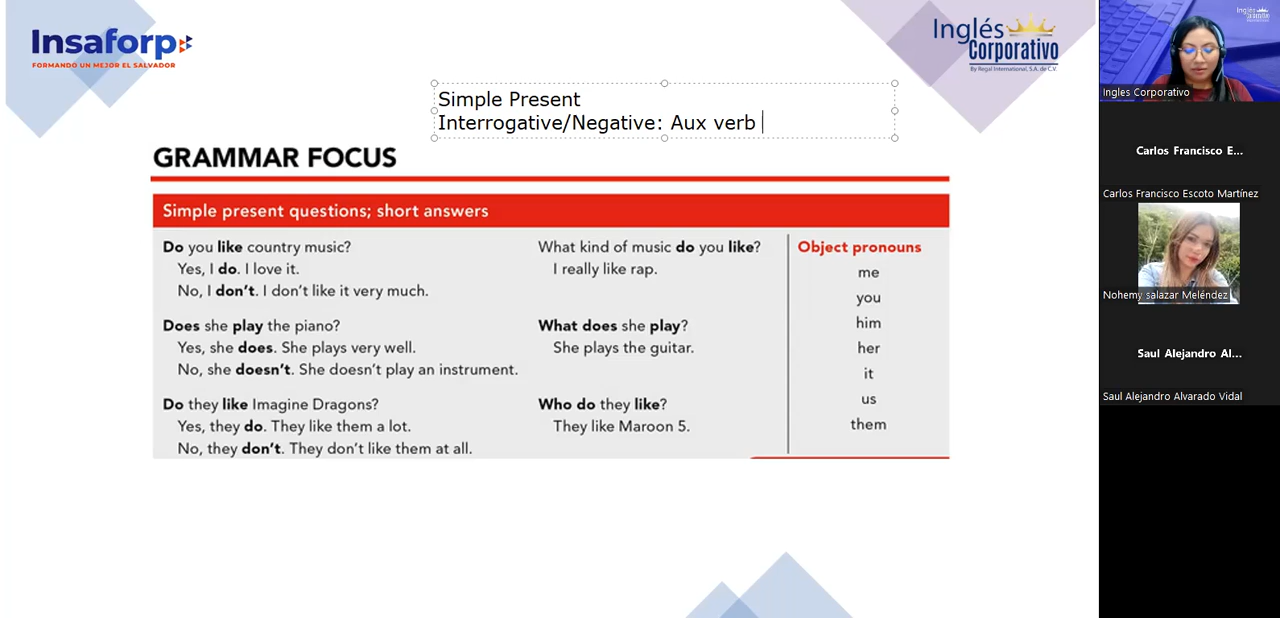 Insaforp
FORMANDO UN MEJOR EL SALVADOR
Inglés
Corporativo
By Regal International, S.A. de C.V.
Simple Present
Interrogative/Negative: Aux verb
GRAMMAR FOCUS
Simple present questions; short answers
Do you like country music?
Yes, I do. I love it.
No, I don't. I don't like it very much.
Does she play the piano?
Yes, she does. She plays very well.
No, she doesn't. She doesn't play an instrument.
Do they like Imagine Dragons?
Yes, they do. They like them a lot.
No, they don't. They don't like them at all.
What kind of music do you like?
I really like rap.
What does she play?
She plays the guitar.
Who do they like?
They like Maroon 5.
Object pronouns
me
you
him
her
it
us
them
Ingles Corporativo
Carlos Francisco E...
Carlos Francisco Escoto Martínez
Nohemy salazar Meléndez
Saul Alejandro Al...
Saul Alejandro Alvarado Vidal